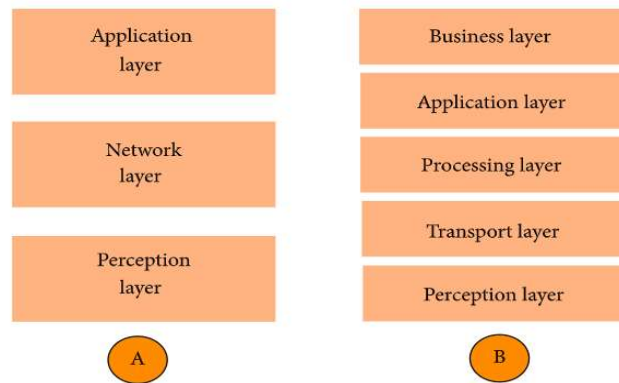 Application
layer
Network
layer
Perception
layer
A
Business layer
Application layer
Processing layer
Transport layer
Perception layer
B